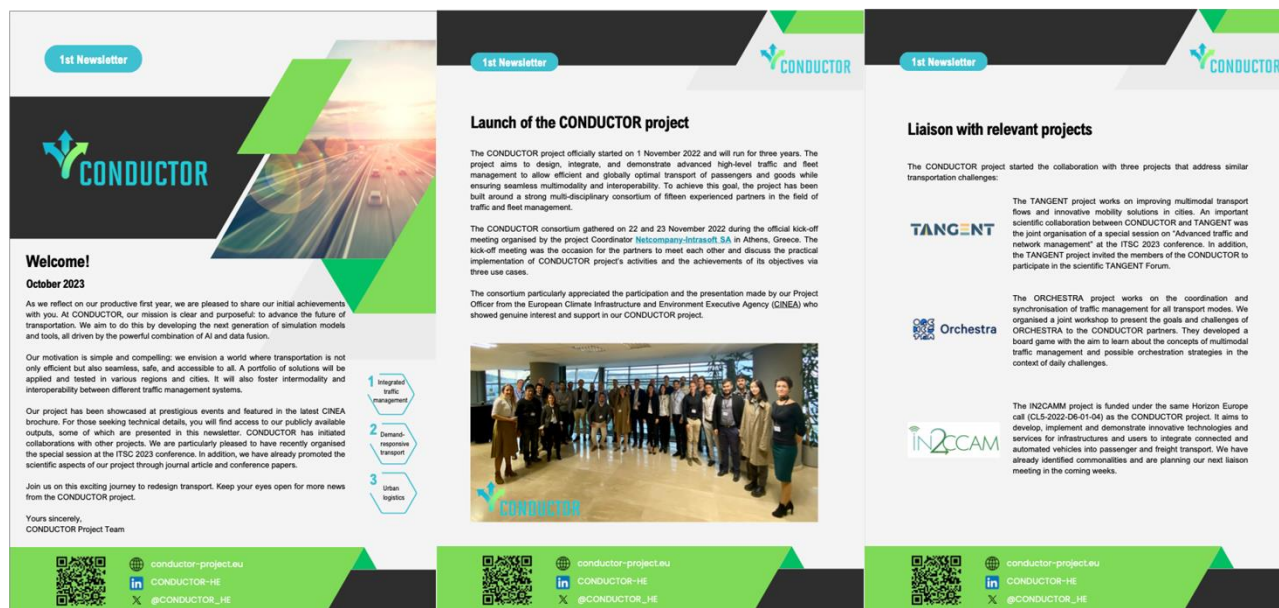 1st Newsletter
CONDUCTOR
Welcome!
October 2023
As we reflect on our productive first year, we are pleased to share our initial achievements
with you. At CONDUCTOR, our mission is clear and purposeful: to advance the future of
transportation. We aim to do this by developing the next generation of simulation models
and tools, all driven by the powerful combination of AI and data fusion.
Our motivation is simple and compelling: we envision a world where transportation is not
only efficient but also seamless, safe, and accessible to all. A portfolio of solutions will be
applied and tested in various regions and cities. It will also foster intermodality and
interoperability between different traffic management systems.
Our project has been showcased at prestigious events and featured in the latest CINEA
brochure. For those seeking technical details, you will find access to our publicly available
outputs, some of which are presented in this newsletter. CONDUCTOR has initiated
collaborations with other projects. We are particularly pleased to have recently organised
the special session at the ITSC 2023 conference. In addition, we have already promoted the
scientific aspects of our project through journal article and conference papers.
Join us on this exciting journey to redesign transport. Keep your eyes open for more news
from the CONDUCTOR project.
Yours sincerely,
CONDUCTOR Project Team
1 Integrated
traffic
management
2 Demand-
responsive
transport
3 Urban
logistics
conductor-project.eu
in CONDUCTOR-HE
X @CONDUCTOR_HE
1st Newsletter
CONDUCTOR
Launch of the CONDUCTOR project
The CONDUCTOR project officially started on 1 November 2022 and will run for three years. The
project aims to design, integrate, and demonstrate advanced high-level traffic and fleet
management to allow efficient and globally optimal transport of passengers and goods while
ensuring seamless multimodality and interoperability. To achieve this goal, the project has been
built around a strong multi-disciplinary consortium of fifteen experienced partners in the field of
traffic and fleet management.
The CONDUCTOR consortium gathered on 22 and 23 November 2022 during the official kick-off
meeting organised by the project Coordinator Netcompany-Intrasoft SA in Athens, Greece. The
kick-off meeting was the occasion for the partners to meet each other and discuss the practical
implementation of CONDUCTOR project's activities and the achievements of its objectives via
three use cases.
The consortium particularly appreciated the participation and the presentation made by our Project
Officer from the European Climate Infrastructure and Environment Executive Agency (CINEA) who
showed genuine interest and support in our CONDUCTOR project.
CONDUCTOR
conductor-project.eu
in CONDUCTOR-HE
X @CONDUCTOR_HE
1st Newsletter
CONDUCTOR
Liaison with relevant projects
The CONDUCTOR project started the collaboration with three projects that address similar
transportation challenges:
TANGENT
The TANGENT project works on improving multimodal transport
flows and innovative mobility solutions in cities. An important
scientific collaboration between CONDUCTOR and TANGENT was
the joint organisation of a special session "Advanced traffic and
network management" at the ITSC 2023 conference. In addition,
the TANGENT project invited the members of the CONDUCTOR to
participate in the scientific TANGENT Forum.
Orchestra
The ORCHESTRA project works on the coordination and
synchronisation of traffic management for all transport modes. We
organised a joint workshop to present the goals and challenges of
ORCHESTRA to the CONDUCTOR partners. They developed a
board game with the aim to learn about the concepts of multimodal
traffic management and possible orchestration strategies in the
context of daily challenges.
IN2CCAM
The IN2CAMM project is funded under the same Horizon Europe
call (CL5-2022-D6-01-04) as the CONDUCTOR project. It aims to
develop, implement and demonstrate innovative technologies and
services for infrastructures and users to integrate connected and
automated vehicles into passenger and freight transport. We have
already identified commonalities and are planning our next liaison
meeting in the coming weeks.
conductor-project.eu
in CONDUCTOR-HE
X @CONDUCTOR_HE